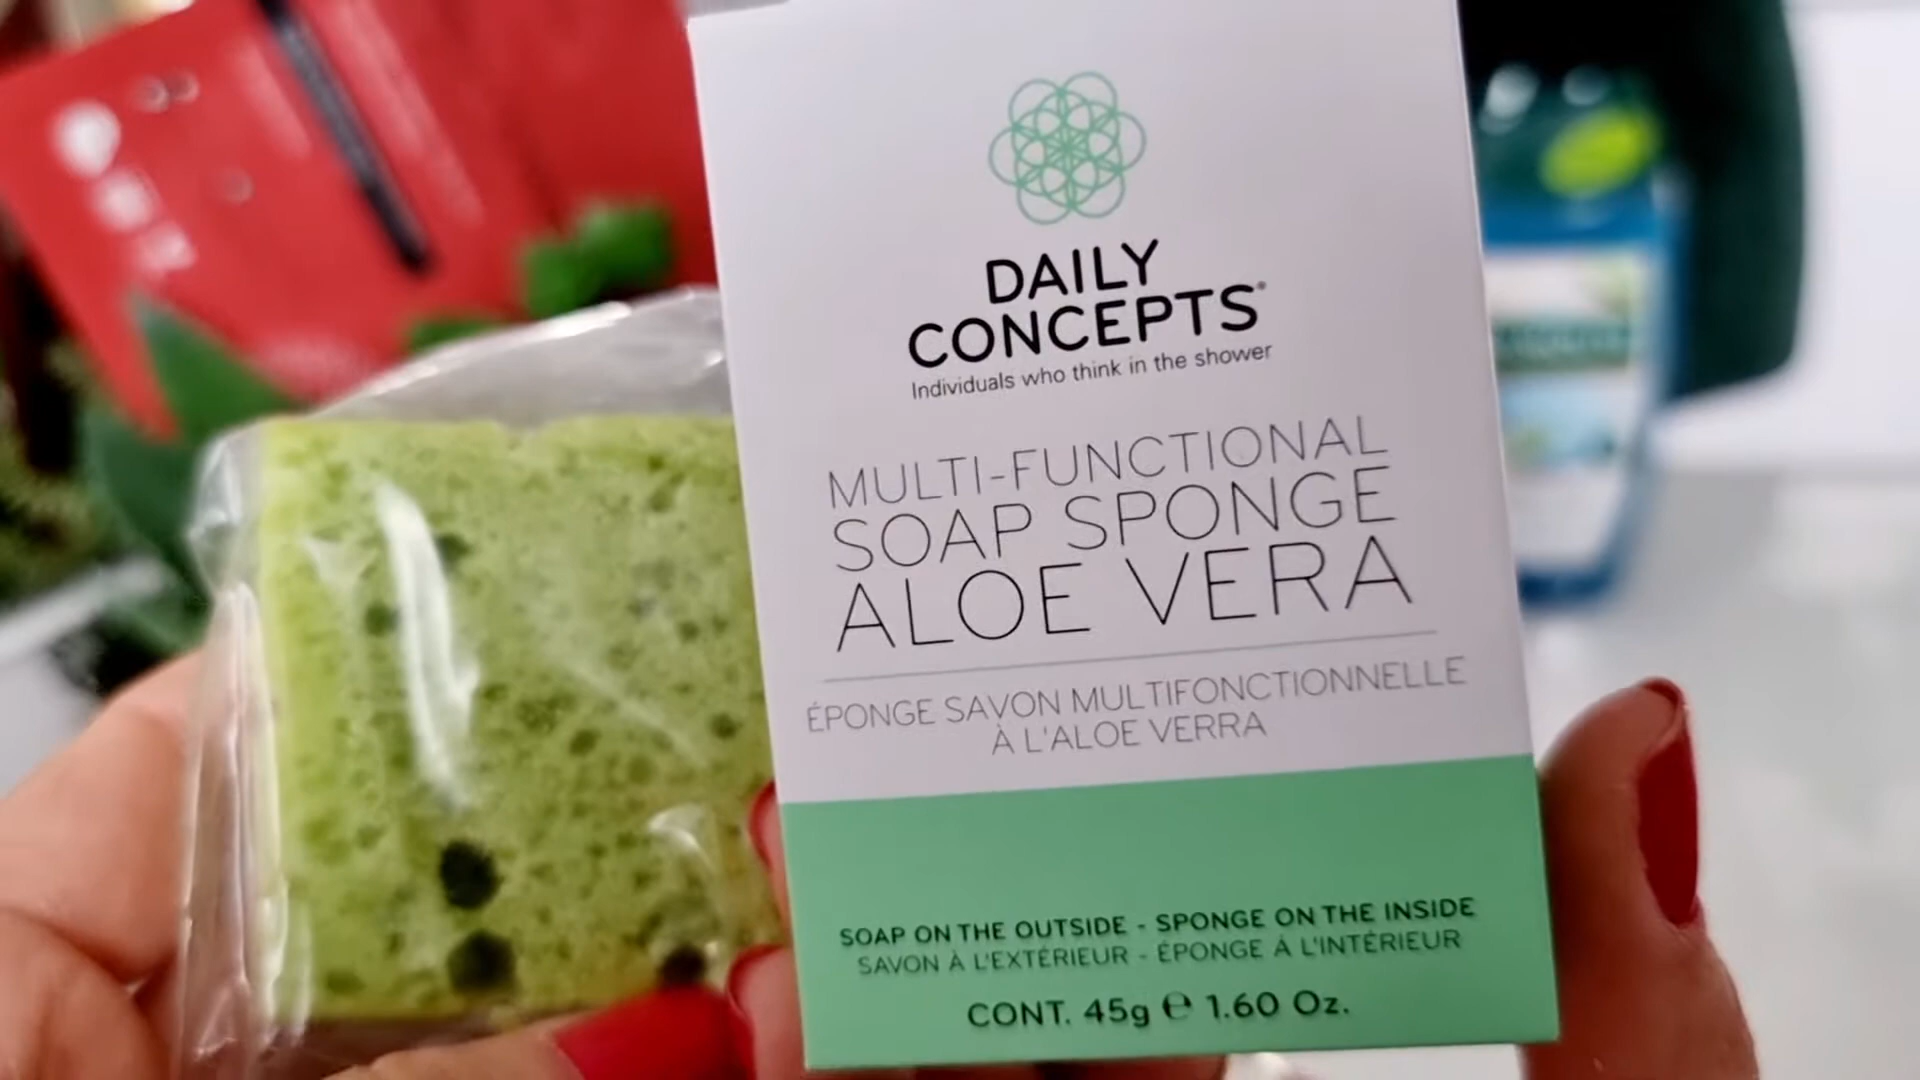 DAILY
CONCEPTS®
Individuals who think in the shower
MULTI-FUNCTIONAL
SOAP SPONGE
ALOE VERA
ÉPONGE SAVON MULTIFONCTIONNELLE
À L'ALOE VERRA
SOAP ON THE OUTSIDE - SPONGE ON THE INSIDE
SAVON À L'EXTÉRIEUR - ÉPONGE À L'INTÉRIEUR
CONT. 45g ℮ 1.60 Oz.